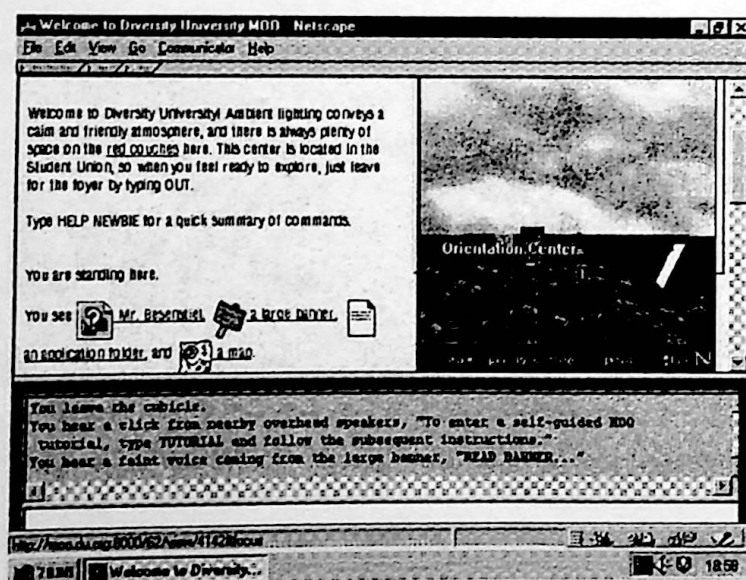 Welcome to Diversity University MOO - Netscape
File Edit View Go Communicator Help
Welcome to Diversity University! Ambient lighting conveys a
calm and friendly atmosphere, and there is always plenty of
space on the red couches here. This center is located in the
Student Union, so when you feel ready to explore, just leave
for the foyer by typing OUT.
Type HELP NEWBIE for a quick summary of commands.
You are standing here.
You see Mr. Besenstiel, a large banner,
an application folder, and a map.
Orientation Center
N
You leave the cubicle.
You hear a click from nearby overhead speakers, "To enter a self-guided MOO
tutorial, type TUTORIAL and follow the subsequent instructions."
You hear a faint voice coming from the large banner, "READ BANNER..."
Welcome to Diversity...
18:58